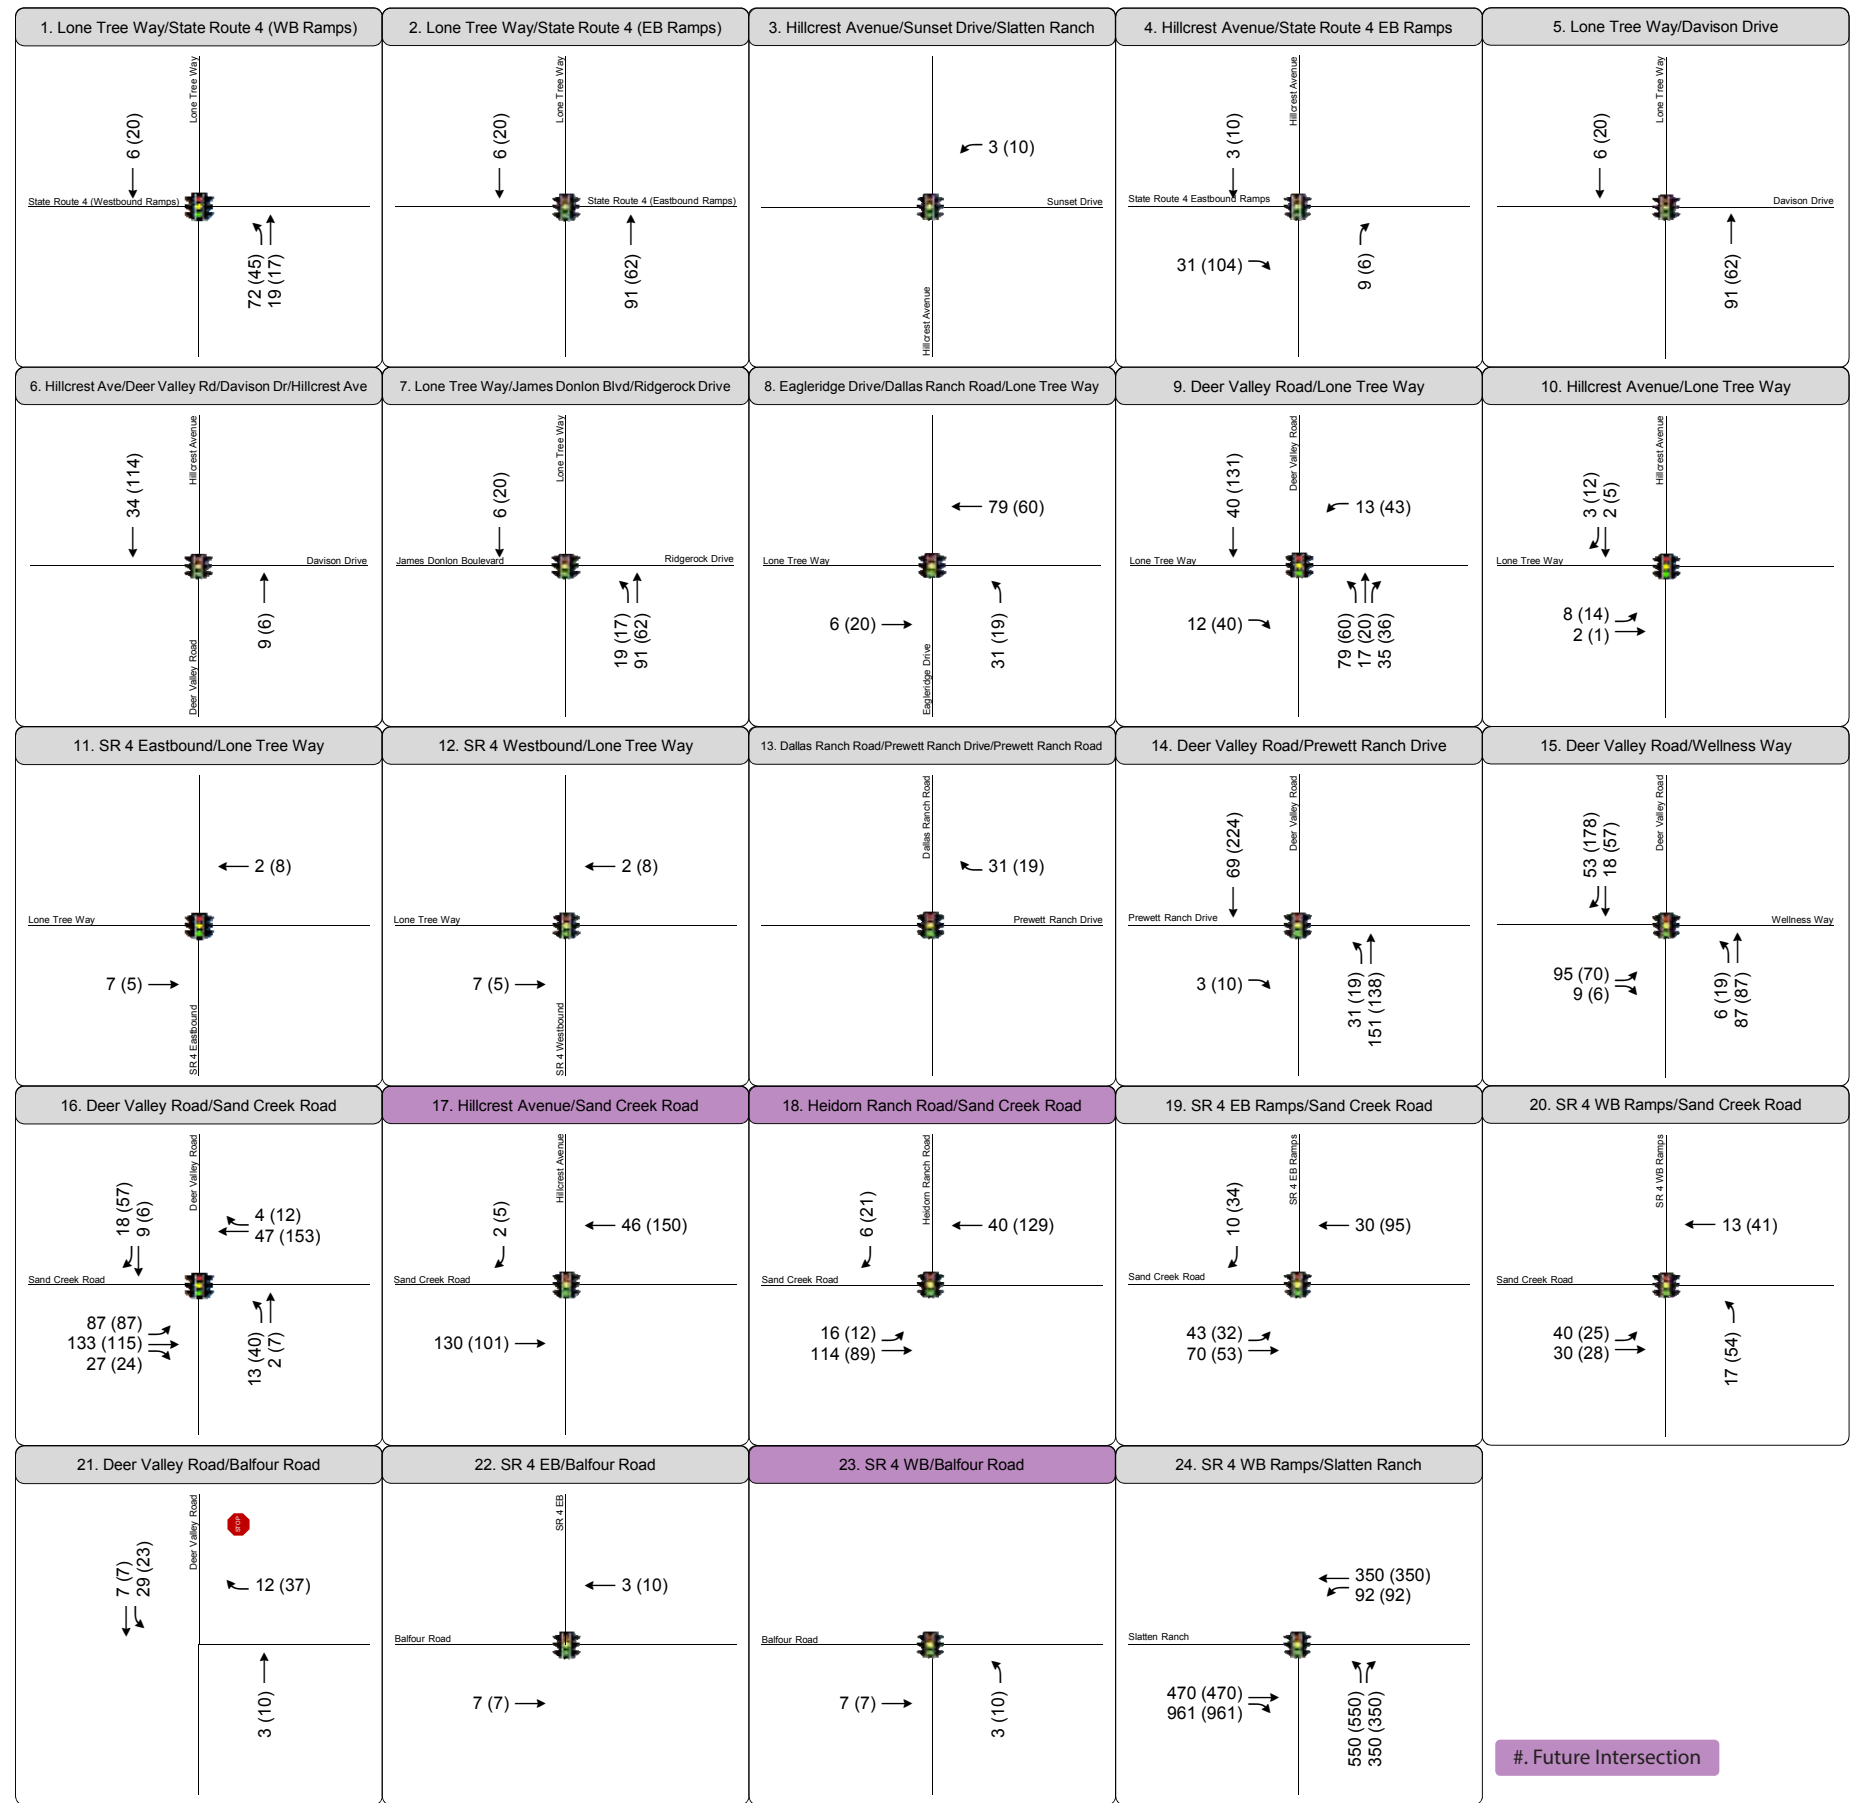 1. Lone Tree Way/State Route 4 (WB Ramps)
Lone Tree Way
6 (20)
State Route 4 (Westbound Ramps)
72 (45)
19 (17)
2. Lone Tree Way/State Route 4 (EB Ramps)
Lone Tree Way
6 (20)
State Route 4 (Eastbound Ramps)
91 (62)
3. Hillcrest Avenue/Sunset Drive/Slatten Ranch
3 (10)
Sunset Drive
Hillcrest Avenue
4. Hillcrest Avenue/State Route 4 EB Ramps
Hillcrest Avenue
3 (10)
State Route 4 Eastbound Ramps
31 (104)
9 (6)
5. Lone Tree Way/Davison Drive
Lone Tree Way
6 (20)
Davison Drive
91 (62)
6. Hillcrest Ave/Deer Valley Rd/Davison Dr/Hillcrest Ave
Hillcrest Avenue
34 (114)
Davison Drive
9 (6)
Deer Valley Road
7. Lone Tree Way/James Donlon Blvd/Ridgerock Drive
Lone Tree Way
6 (20)
James Donlon Boulevard
Ridgerock Drive
19 (17)
91 (62)
8. Eagleridge Drive/Dallas Ranch Road/Lone Tree Way
79 (60)
Lone Tree Way
6 (20)
31 (19)
Eagleridge Drive
9. Deer Valley Road/Lone Tree Way
Deer Valley Road
40 (131)
13 (43)
Lone Tree Way
12 (40)
79 (60)
17 (20)
35 (36)
10. Hillcrest Avenue/Lone Tree Way
Hillcrest Avenue
3 (12)
2 (5)
Lone Tree Way
8 (14)
2 (1)
11. SR 4 Eastbound/Lone Tree Way
2 (8)
Lone Tree Way
7 (5)
SR 4 Eastbound
12. SR 4 Westbound/Lone Tree Way
2 (8)
Lone Tree Way
7 (5)
SR 4 Westbound
13. Dallas Ranch Road/Prewett Ranch Drive/Prewett Ranch Road
Dallas Ranch Road
31 (19)
Prewett Ranch Drive
14. Deer Valley Road/Prewett Ranch Drive
Deer Valley Road
69 (224)
Prewett Ranch Drive
3 (10)
31 (19)
151 (138)
15. Deer Valley Road/Wellness Way
Deer Valley Road
53 (178)
18 (57)
Wellness Way
95 (70)
9 (6)
6 (19)
87 (87)
16. Deer Valley Road/Sand Creek Road
Deer Valley Road
18 (57)
9 (6)
4 (12)
47 (153)
Sand Creek Road
87 (87)
133 (115)
27 (24)
13 (40)
2 (7)
17. Hillcrest Avenue/Sand Creek Road
Hillcrest Avenue
2 (5)
46 (150)
Sand Creek Road
130 (101)
18. Heidorn Ranch Road/Sand Creek Road
Heidorn Ranch Road
6 (21)
40 (129)
Sand Creek Road
16 (12)
114 (89)
19. SR 4 EB Ramps/Sand Creek Road
SR 4 EB Ramps
10 (34)
30 (95)
Sand Creek Road
43 (32)
70 (53)
20. SR 4 WB Ramps/Sand Creek Road
SR 4 WB Ramps
13 (41)
Sand Creek Road
40 (25)
30 (28)
17 (54)
21. Deer Valley Road/Balfour Road
Deer Valley Road
STOP
7 (7)
29 (23)
12 (37)
3 (10)
22. SR 4 EB/Balfour Road
SR 4 EB
3 (10)
Balfour Road
7 (7)
23. SR 4 WB/Balfour Road
Balfour Road
7 (7)
3 (10)
24. SR 4 WB Ramps/Slatten Ranch
350 (350)
92 (92)
Slatten Ranch
470 (470)
961 (961)
550 (550)
350 (350)
#. Future Intersection